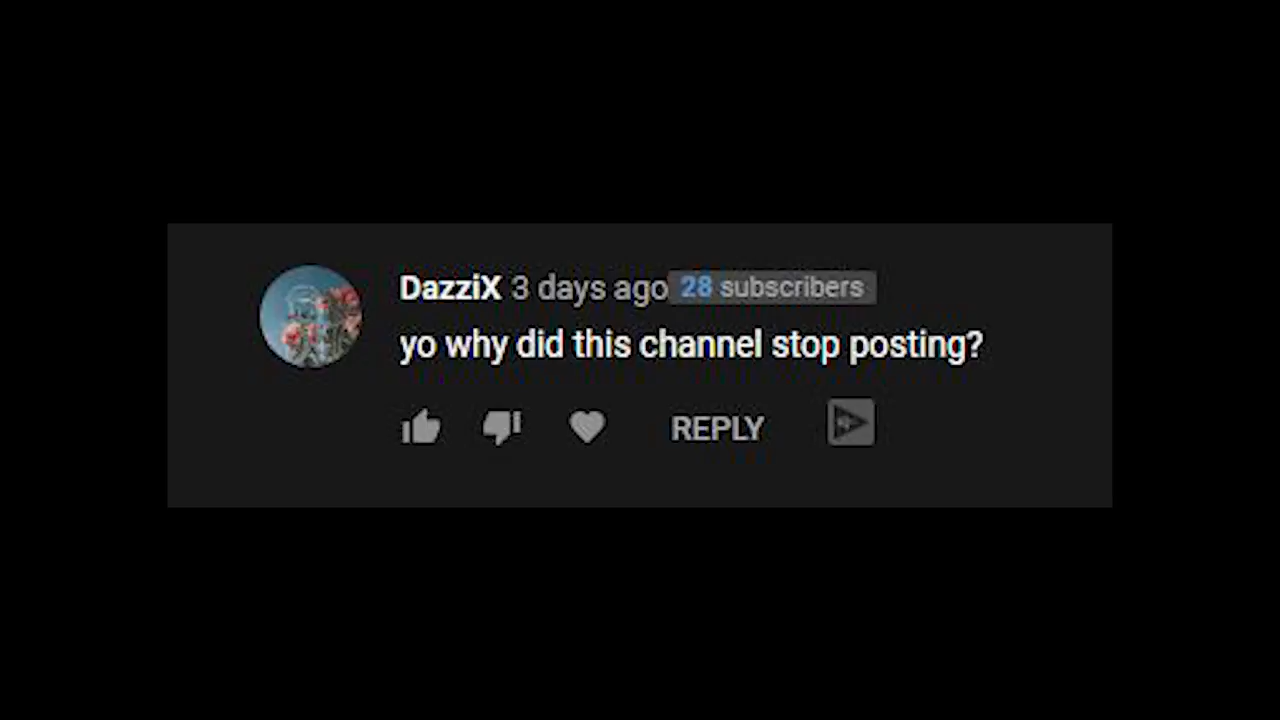 DazziX 3 days ago 28 subscribers
yo why did this channel stop posting?
REPLY